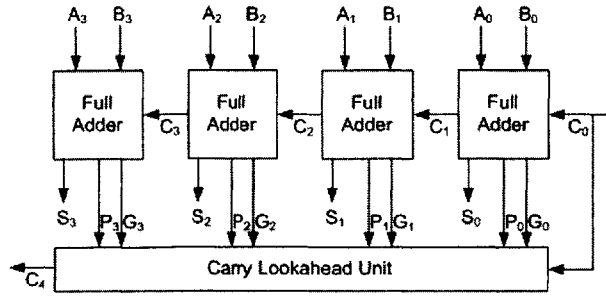 A3 B3 A2 B2 A1 B1 A0 B0
Full Adder Full Adder Full Adder Full Adder
C3 C2 C1 C0
S3 P3 G3 S2 P2 G2 S1 P1 G1 S0 P0 G0
Carry Lookahead Unit
C4